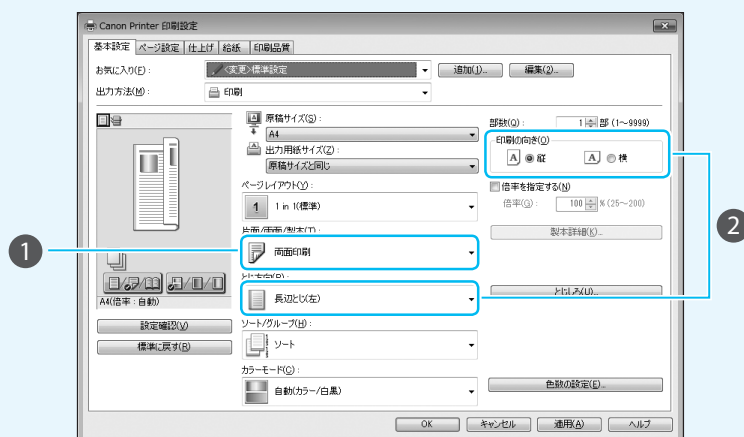 Canon Printer 印刷設定
基本設定 ページ設定 仕上げ 給紙 印刷品質
お気に入り(F):
<変更>標準設定
追加(1)...
編集(2)...
出力方法(M):
印刷
原稿サイズ(S):
A4
出力用紙サイズ(Z):
原稿サイズと同じ
ページレイアウト(Y):
1 1 in 1(標準)
片面/両面/製本(T):
両面印刷
とじ方向(R):
長辺とじ(左)
ソート/グループ(H):
ソート
カラーモード(C):
自動(カラー/白黒)
部数(Q): 1 部 (1～9999)
印刷の向き(O)
A 縦 A 横
倍率を指定する(N)
倍率(G): 100 % (25～200)
製本詳細(K)...
とじしろ(U)...
色数の設定(E)...
A4(倍率:自動)
設定確認(V)
標準に戻す(B)
OK キャンセル 適用(A) ヘルプ
1
2